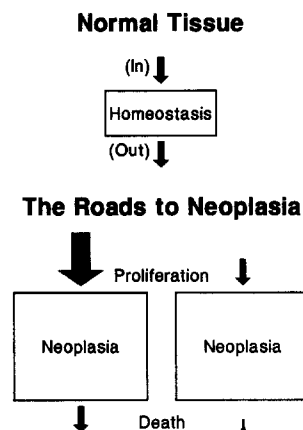 Normal Tissue
(In)
Homeostasis
(Out)
The Roads to Neoplasia
Proliferation
Neoplasia Neoplasia
Death